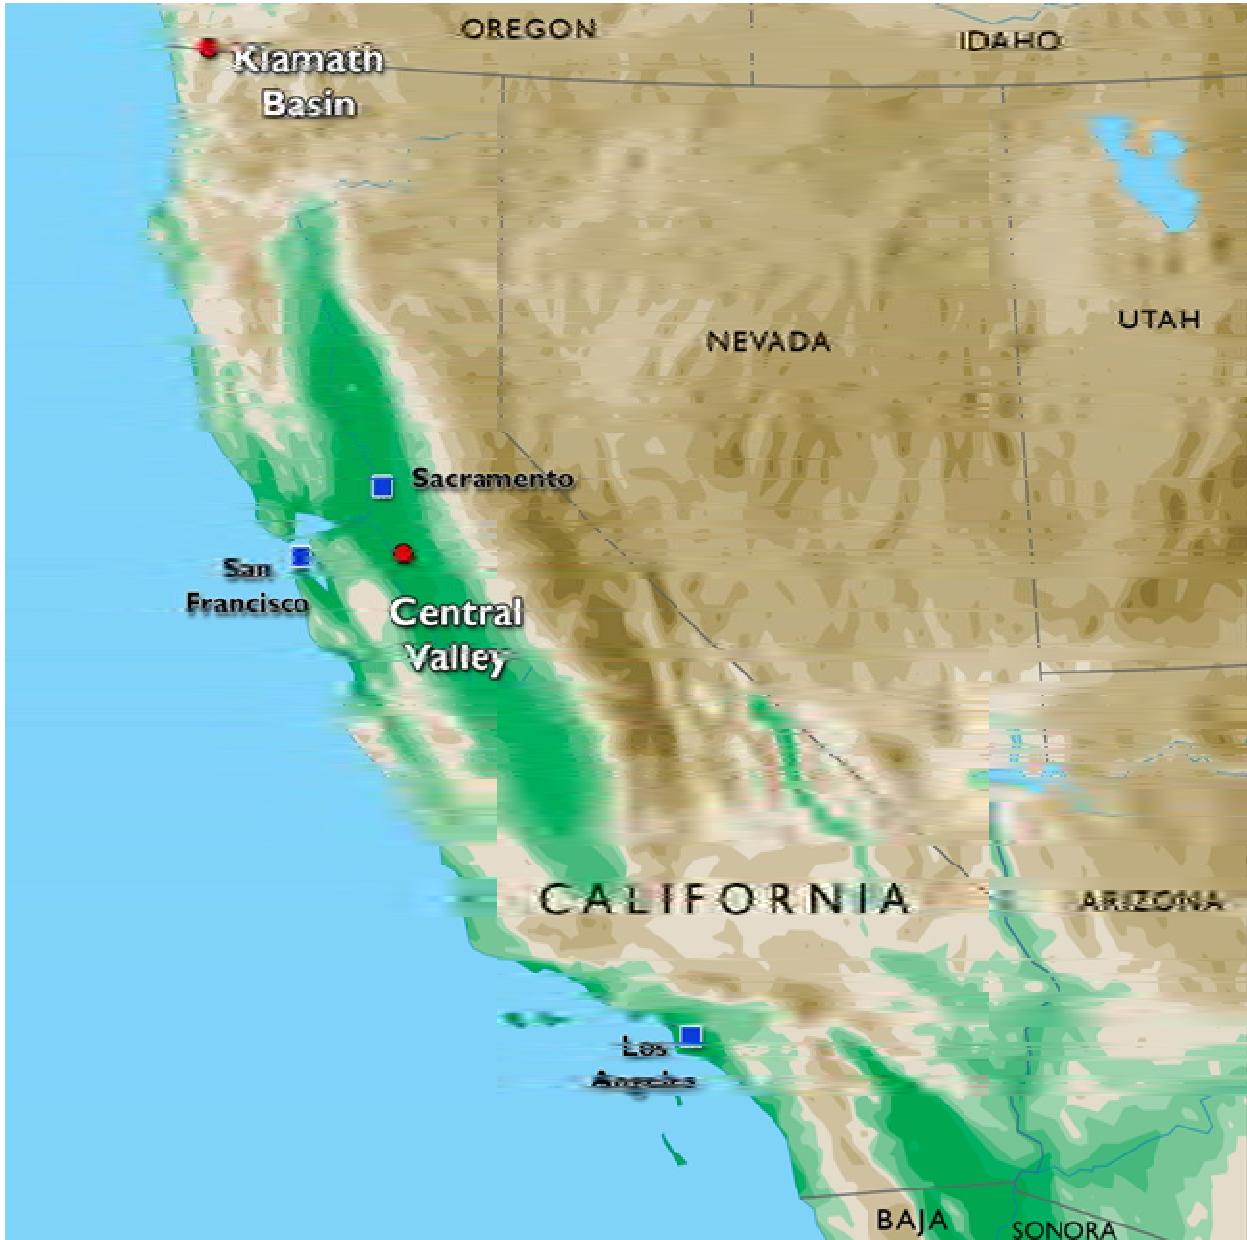 OREGON
IDAHO
Klamath
Basin
NEVADA
UTAH
Sacramento
San
Francisco
Central
Valley
CALIFORNIA
ARIZONA
Los
Angeles
BAJA
SONORA